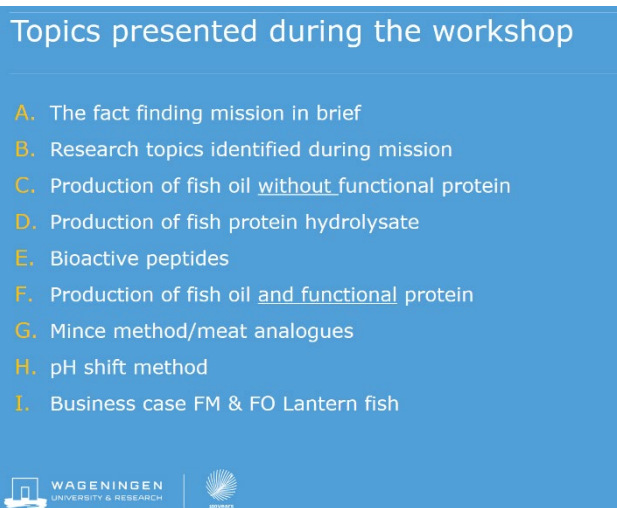 Topics presented during the workshop
A. The fact finding mission in brief
B. Research topics identified during mission
C. Production of fish oil without functional protein
D. Production of fish protein hydrolysate
E. Bioactive peptides
F. Production of fish oil and functional protein
G. Mince method/meat analogues
H. pH shift method
I. Business case FM & FO Lantern fish
WAGENINGEN
UNIVERSITY & RESEARCH